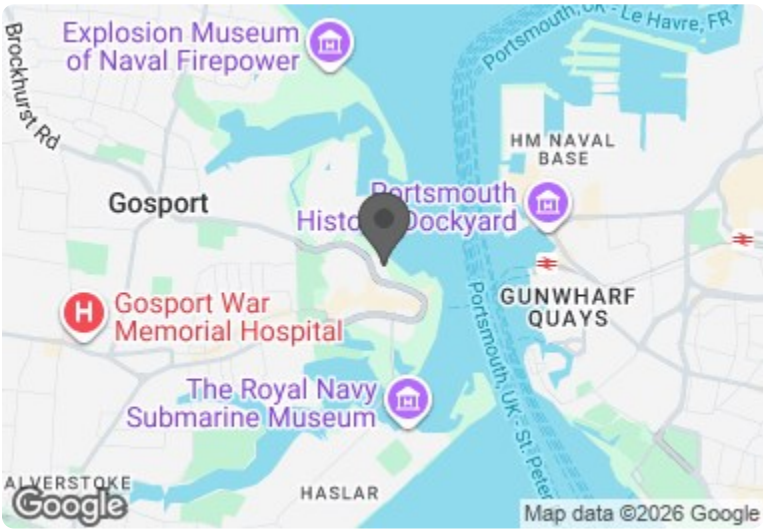 Explosion Museum
of Naval Firepower
Portsmouth, UK - Le Havre, FR
Brockhurst Rd
HM NAVAL
BASE
Gosport
Portsmouth
Historic Dockyard
Gosport War
Memorial Hospital
H
GUNWHARF
QUAYS
Portsmouth, UK - St. Peter
The Royal Navy
Submarine Museum
ALVERSTOKE
HASLAR
Google
Map data ©2026 Google